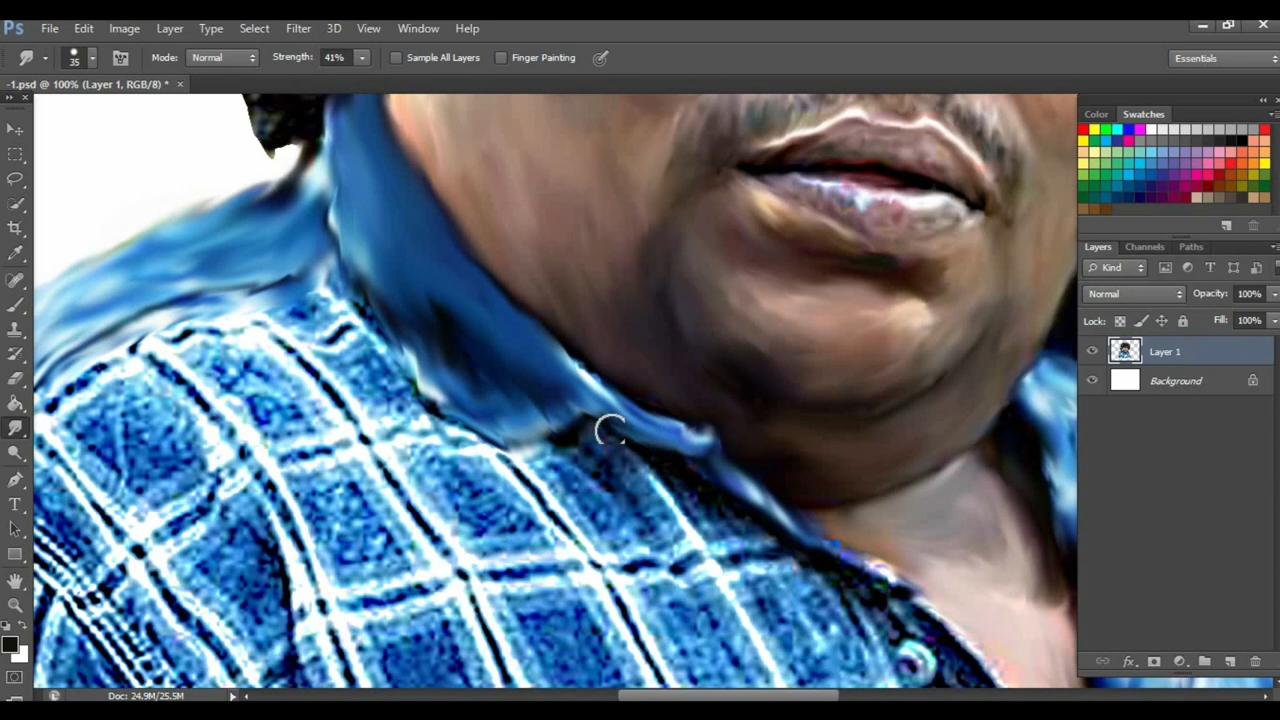 Ps File Edit Image Layer Type Select Filter 3D View Window Help
35 Mode: Normal Strength: 41% Sample All Layers Finger Painting Essentials
-1.psd @ 100% (Layer 1, RGB/8) * ×
Color Swatches
Layers Channels Paths
Kind
Normal Opacity: 100%
Lock: Fill: 100%
Layer 1
Background
fx
Doc: 24.9M/25.5M